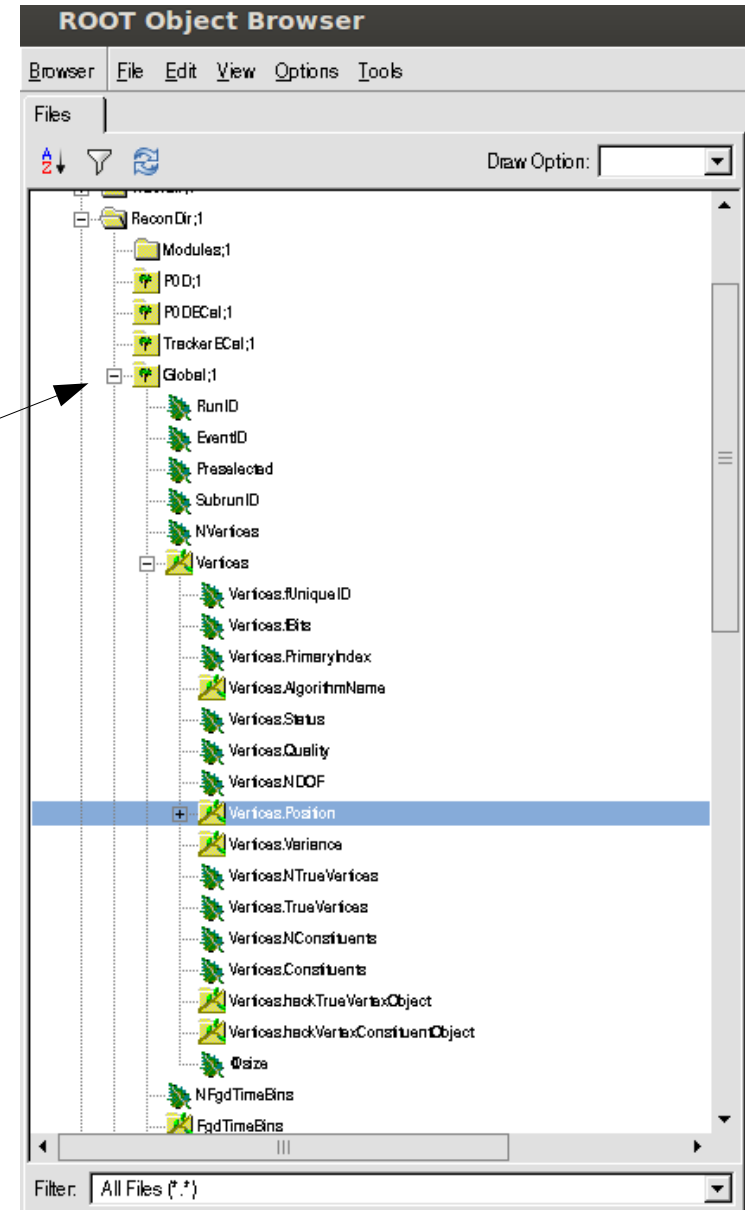 ROOT Object Browser
Browser File Edit View Options Tools
Files
Draw Option:
ReconDir;1
Modules;1
P0D;1
P0DECal;1
TrackerECal;1
Global;1
RunID
EventID
Preselected
SubrunID
NVertices
Vertices
Vertices.fUniqueID
Vertices.fBits
Vertices.PrimaryIndex
Vertices.AlgorithmName
Vertices.Status
Vertices.Quality
Vertices.NDOF
Vertices.Position
Vertices.Variance
Vertices.NTrueVertices
Vertices.TrueVertices
Vertices.NConstituents
Vertices.Constituents
Vertices.hackTrueVertexObject
Vertices.hackVertexConstituentObject
@size
NFgdTimeBins
FgdTimeBins
Filter: All Files (*.*)